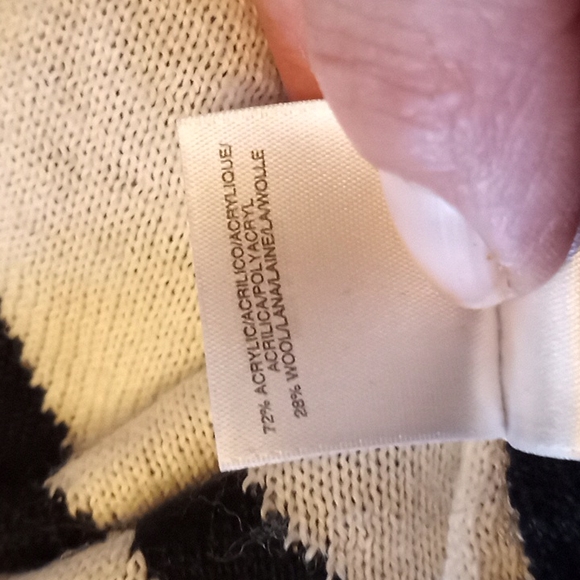 72% ACRYLIC/ACRILICO/ACRYLIQUE/
ACRILICA/POLYACRYL
28% WOOL/LANA/LAINE/LA/WOLLE